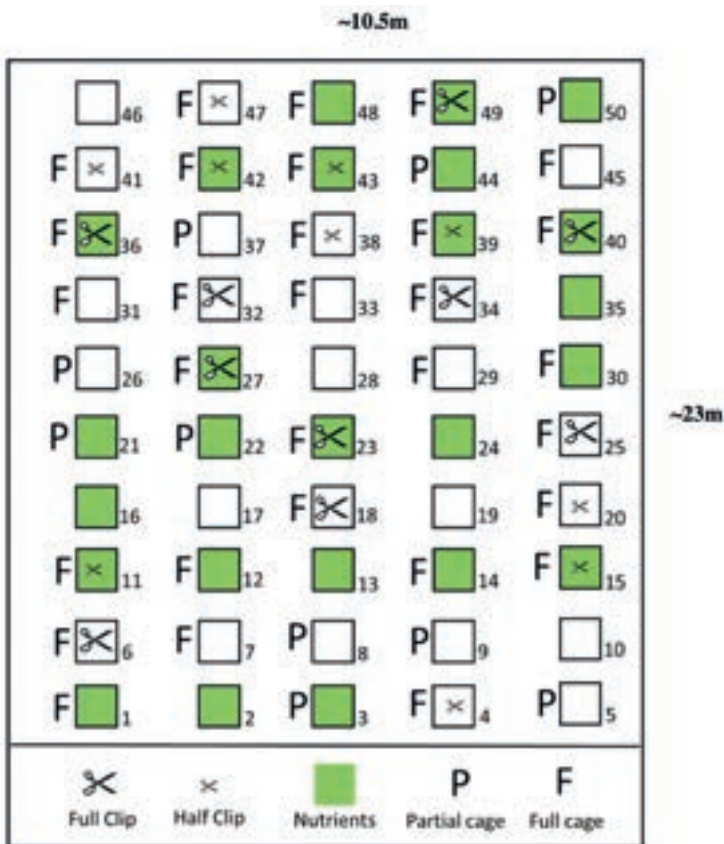 ~10.5m
46 F 47 F 48 F 49 P 50
F 41 F 42 F 43 P 44 F 45
F 36 P 37 F 38 F 39 F 40
F 31 F 32 F 33 F 34 35
P 26 F 27 28 F 29 F 30
~23m
P 21 P 22 F 23 24 F 25
16 17 F 18 19 F 20
F 11 F 12 13 F 14 F 15
F 6 F 7 P 8 P 9 10
F 1 2 P 3 F 4 P 5
P F
Full Clip Half Clip Nutrients Partial cage Full cage